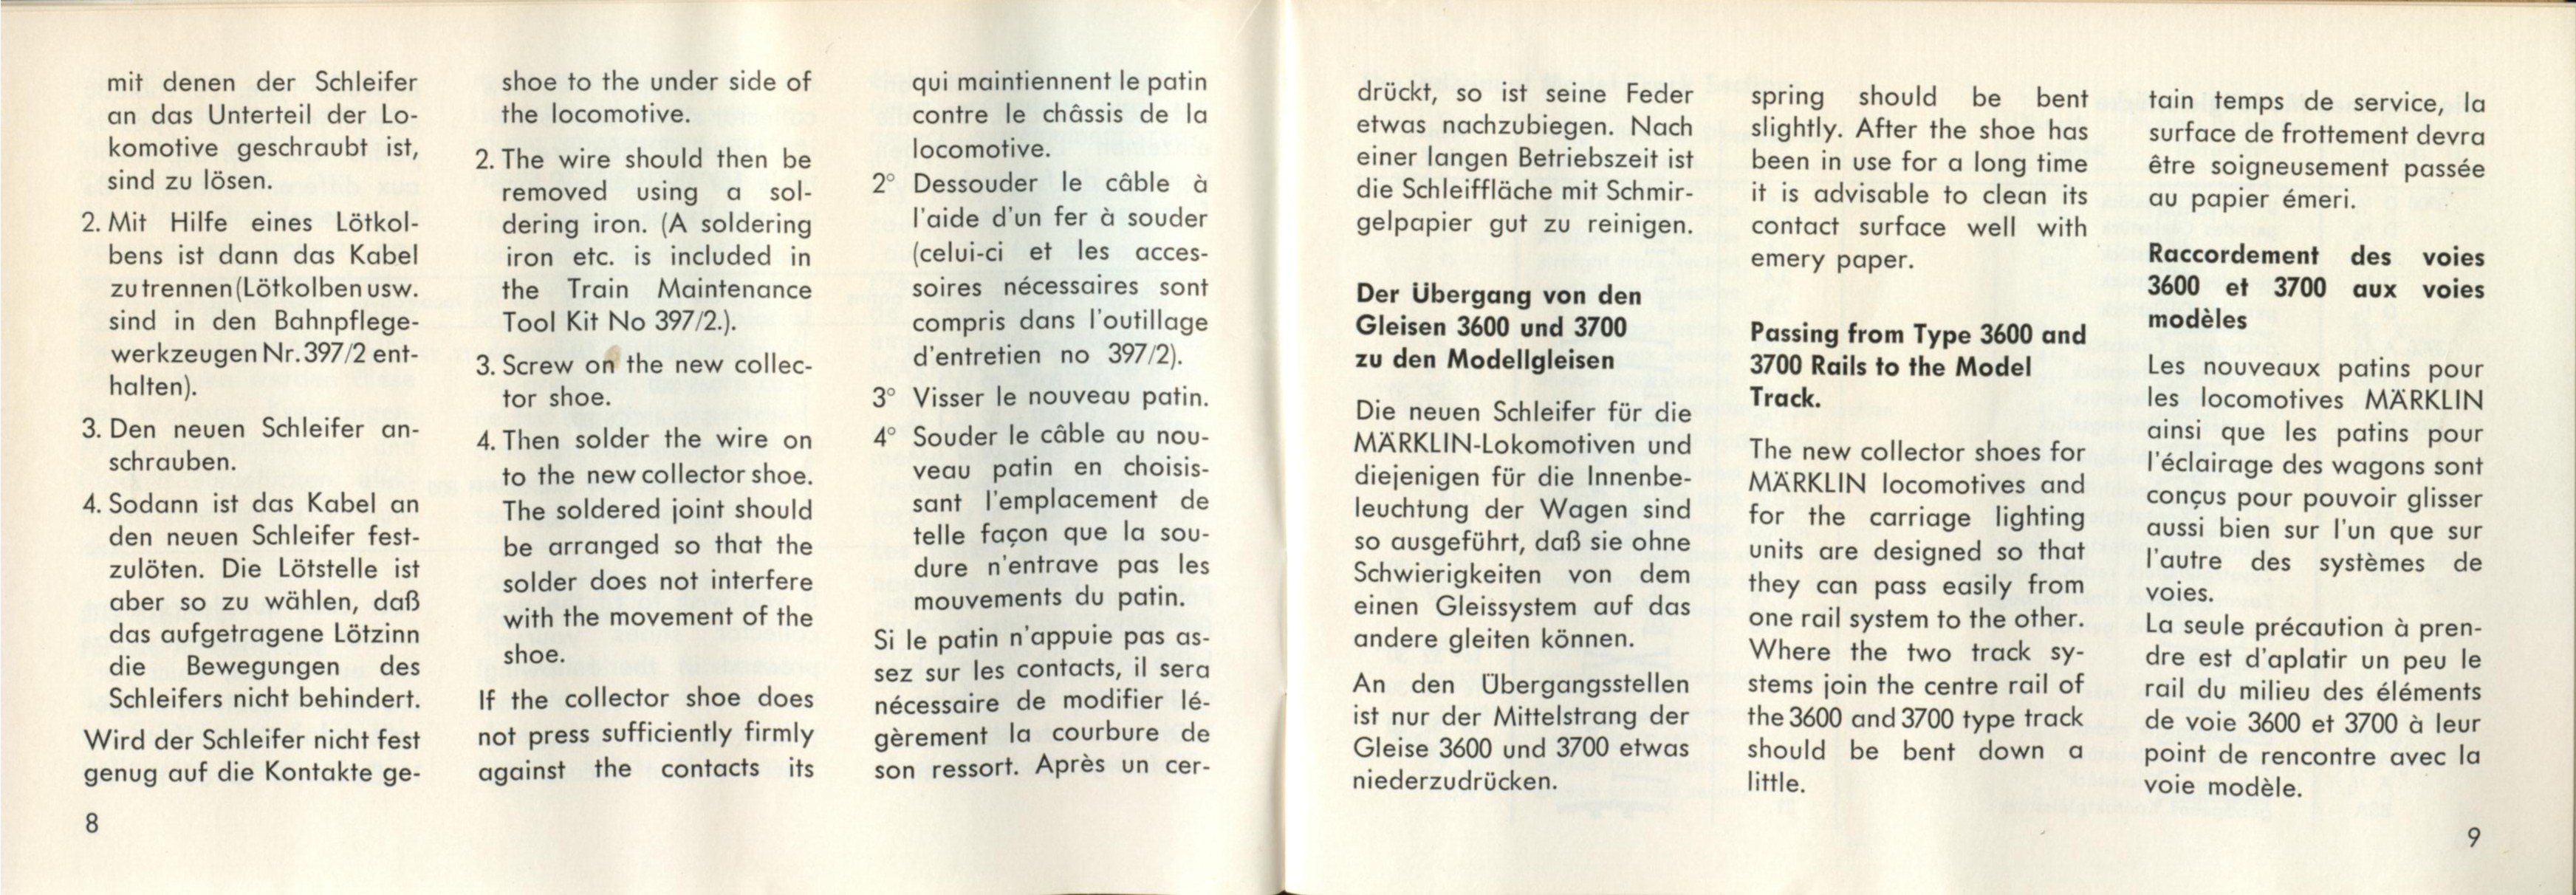 mit denen der Schleifer
an das Unterteil der Lo-
komotive geschraubt ist,
sind zu lösen.
2. Mit Hilfe eines Lötkol-
bens ist dann das Kabel
zu trennen (Lötkolben usw.
sind in den Bahnpflege-
werkzeugen Nr. 397/2 ent-
halten).
3. Den neuen Schleifer an-
schrauben.
4. Sodann ist das Kabel an
den neuen Schleifer fest-
zulöten. Die Lötstelle ist
aber so zu wählen, daß
das aufgetragene Lötzinn
die Bewegungen des
Schleifers nicht behindert.
Wird der Schleifer nicht fest
genug auf die Kontakte ge-
8
shoe to the under side of
the locomotive.
2. The wire should then be
removed using a sol-
dering iron. (A soldering
iron etc. is included in
the Train Maintenance
Tool Kit No 397/2.).
3. Screw on the new collec-
tor shoe.
4. Then solder the wire on
to the new collector shoe.
The soldered joint should
be arranged so that the
solder does not interfere
with the movement of the
shoe.
If the collector shoe does
not press sufficiently firmly
against the contacts its
qui maintiennent le patin
contre le châssis de la
locomotive.
2° Dessouder le câble à
l'aide d'un fer à souder
(celui-ci et les acces-
soires nécessaires sont
compris dans l'outillage
d'entretien no 397/2).
3° Visser le nouveau patin.
4° Souder le câble au nou-
veau patin en choisis-
sant l'emplacement de
telle façon que la sou-
dure n'entrave pas les
mouvements du patin.
Si le patin n'appuie pas as-
sez sur les contacts, il sera
nécessaire de modifier lé-
gèrement la courbure de
son ressort. Après un cer-
drückt, so ist seine Feder
etwas nachzubiegen. Nach
einer langen Betriebszeit ist
die Schleiffläche mit Schmir-
gelpapier gut zu reinigen.
Der Übergang von den
Gleisen 3600 und 3700
zu den Modellgleisen
Die neuen Schleifer für die
MÄRKLIN-Lokomotiven und
diejenigen für die Innenbe-
leuchtung der Wagen sind
so ausgeführt, daß sie ohne
Schwierigkeiten von dem
einen Gleissystem auf das
andere gleiten können.
An den Übergangsstellen
ist nur der Mittelstrang der
Gleise 3600 und 3700 etwas
niederzudrücken.
spring should be bent
slightly. After the shoe has
been in use for a long time
it is advisable to clean its
contact surface well with
emery paper.
Passing from Type 3600 and
3700 Rails to the Model
Track.
The new collector shoes for
MÄRKLIN locomotives and
for the carriage lighting
units are designed so that
they can pass easily from
one rail system to the other.
Where the two track sy-
stems join the centre rail of
the 3600 and 3700 type track
should be bent down a
little.
tain temps de service, la
surface de frottement devra
être soigneusement passée
au papier émeri.
Raccordement des voies
3600 et 3700 aux voies
modèles
Les nouveaux patins pour
les locomotives MÄRKLIN
ainsi que les patins pour
l'éclairage des wagons sont
conçus pour pouvoir glisser
aussi bien sur l'un que sur
l'autre des systèmes de
voies.
La seule précaution à pren-
dre est d'aplatir un peu le
rail du milieu des éléments
de voie 3600 et 3700 à leur
point de rencontre avec la
voie modèle.
9